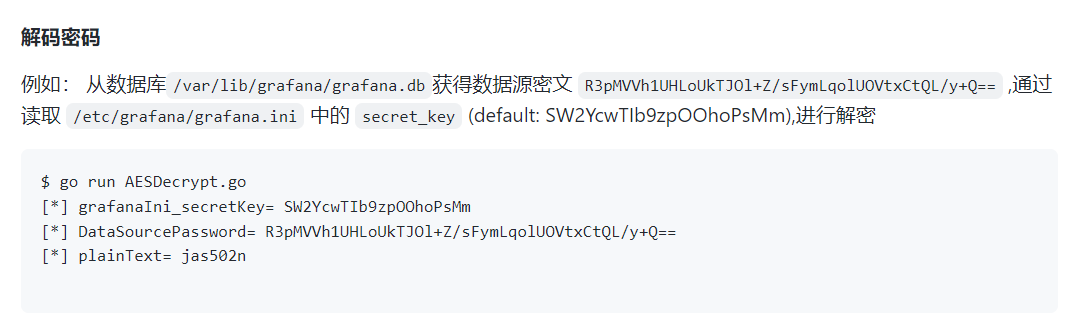 解码密码
例如： 从数据库 /var/lib/grafana/grafana.db 获得数据源密文 R3pMVVh1UHLoUkTJOl+Z/sFymLqolUOVtxCtQL/y+Q== ,通过
读取 /etc/grafana/grafana.ini 中的 secret_key (default: SW2YcwTIb9zpOOhoPsMm),进行解密
$ go run AESDecrypt.go
[*] grafanaIni_secretKey= SW2YcwTIb9zpOOhoPsMm
[*] DataSourcePassword= R3pMVVh1UHLoUkTJOl+Z/sFymLqolUOVtxCtQL/y+Q==
[*] plainText= jas502n